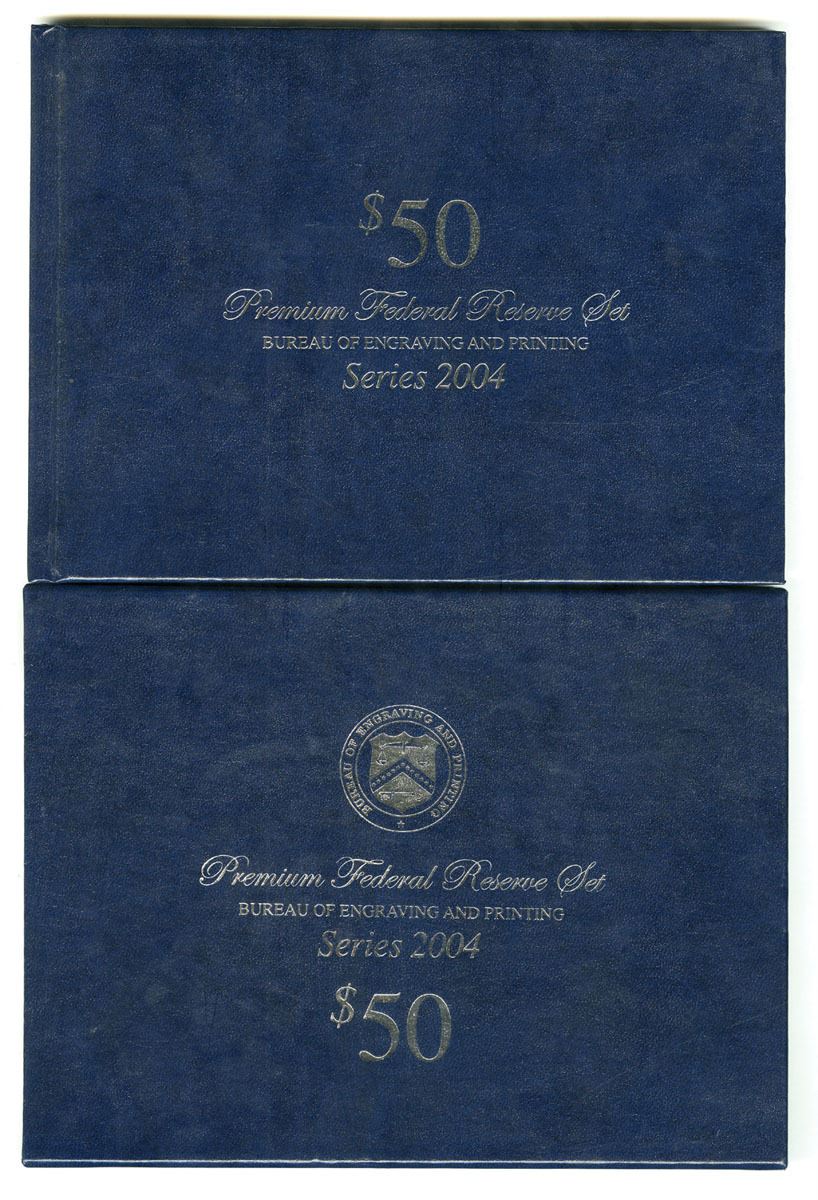 $50
Premium Federal Reserve Set
BUREAU OF ENGRAVING AND PRINTING
Series 2004
BUREAU OF ENGRAVING AND PRINTING
Premium Federal Reserve Set
BUREAU OF ENGRAVING AND PRINTING
Series 2004
$50